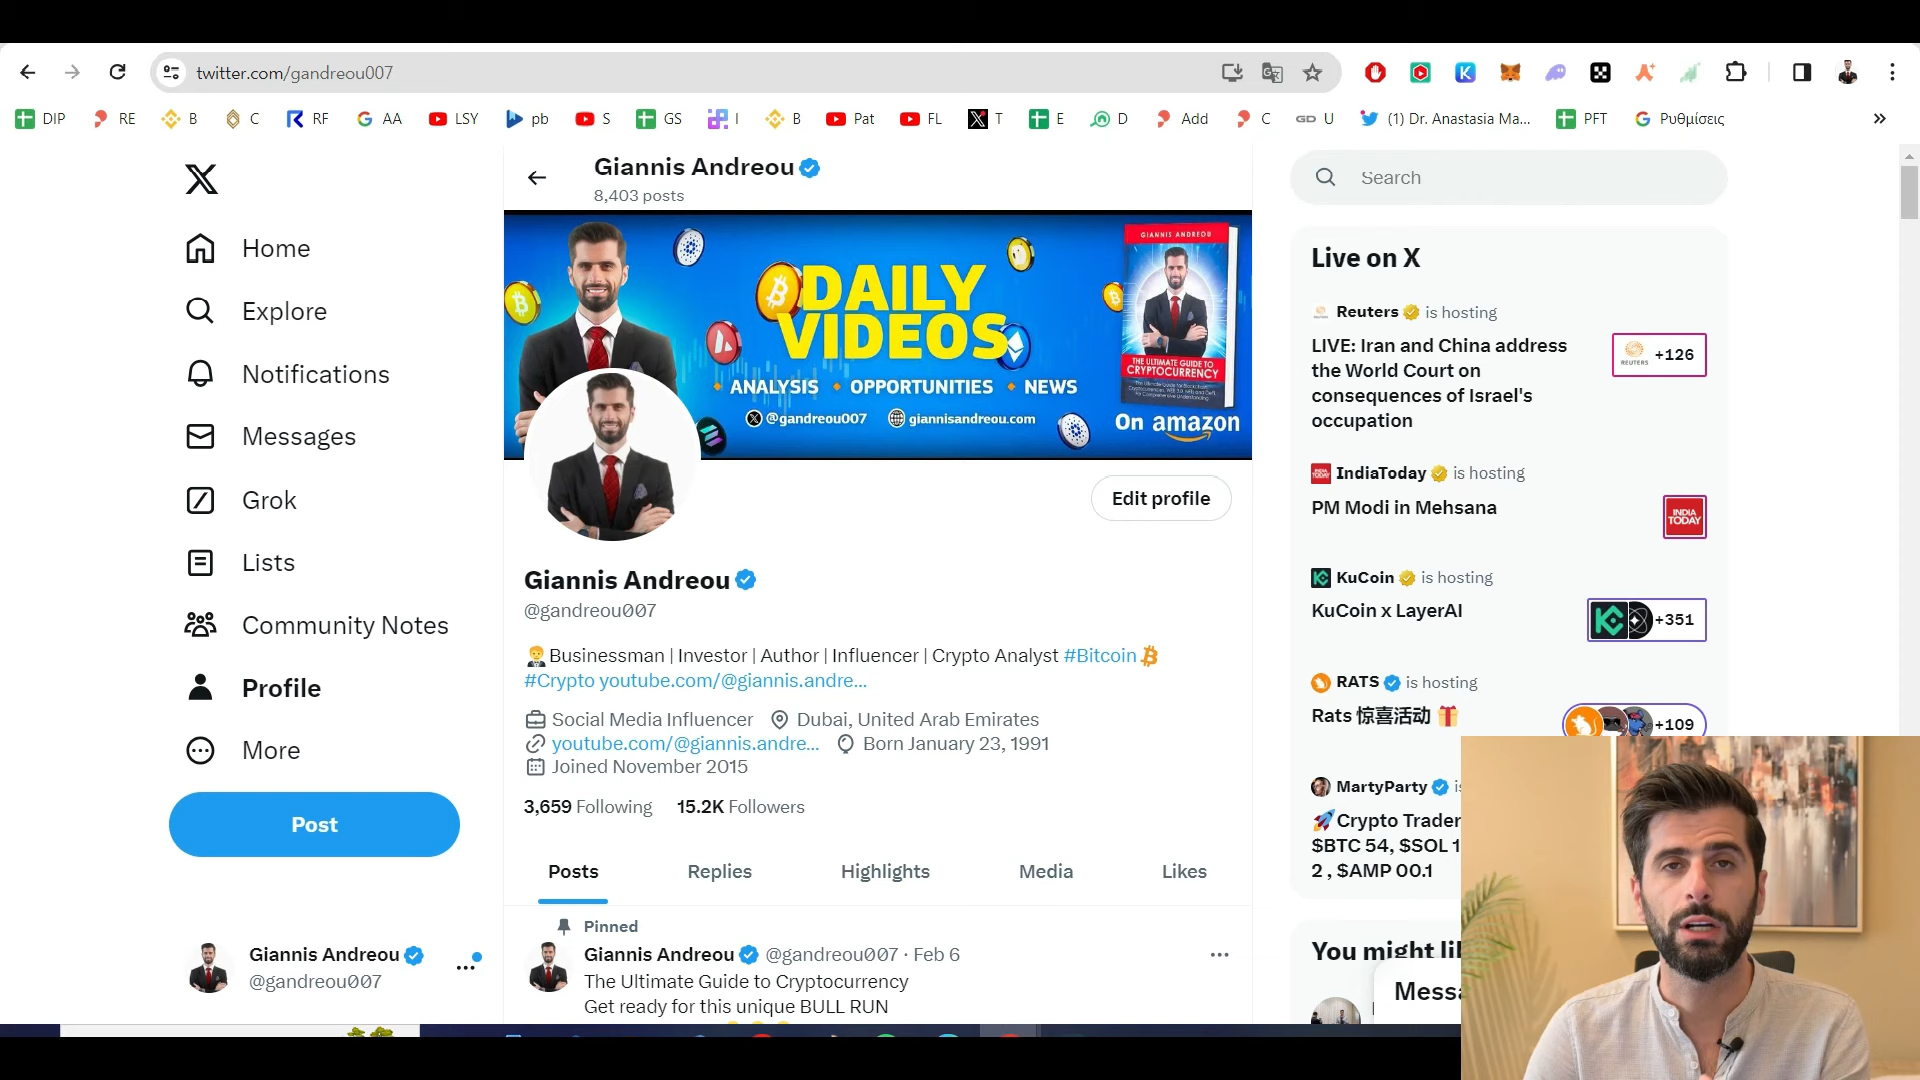 twitter.com/gandreou007
DIP
RE
B
C
RF
AA
LSY
pb
S
GS
I
B
Pat
FL
T
E
D
Add
C
GD U
(1) Dr. Anastasia Ma...
PFT
Ρυθμίσεις
Home
Explore
Notifications
Messages
Grok
Lists
Community Notes
Profile
More
Post
Giannis Andreou
@gandreou007
Giannis Andreou
8,403 posts
DAILY
VIDEOS
ANALYSIS
OPPORTUNITIES
NEWS
@gandreou007
giannisandreou.com
GIANNIS ANDREOU
THE ULTIMATE GUIDE TO
CRYPTOCURRENCY
On amazon
Edit profile
Giannis Andreou
@gandreou007
Businessman | Investor | Author | Influencer | Crypto Analyst #Bitcoin
#Crypto youtube.com/@giannis.andre...
Social Media Influencer
Dubai, United Arab Emirates
youtube.com/@giannis.andre...
Born January 23, 1991
Joined November 2015
3,659 Following
15.2K Followers
Posts
Replies
Highlights
Media
Likes
Pinned
Giannis Andreou @gandreou007 · Feb 6
The Ultimate Guide to Cryptocurrency
Get ready for this unique BULL RUN
Search
Live on X
Reuters is hosting
LIVE: Iran and China address
the World Court on
consequences of Israel's
occupation
REUTERS
+126
IndiaToday is hosting
PM Modi in Mehsana
INDIA
TODAY
KuCoin is hosting
KuCoin x LayerAI
+351
RATS is hosting
Rats 惊喜活动
+109
MartyParty
Crypto Trader
$BTC 54, $SOL 1
2 , $AMP 00.1
You might li
Messa